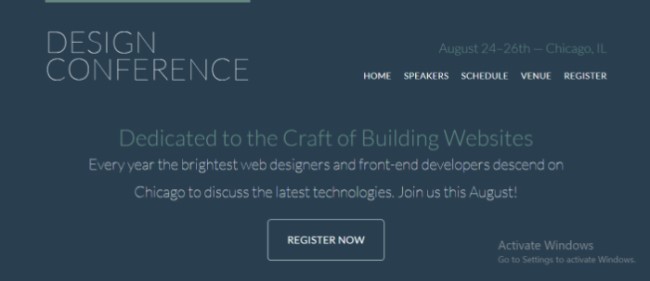 DESIGN
CONFERENCE
August 24–26th — Chicago, IL
HOME SPEAKERS SCHEDULE VENUE REGISTER
Dedicated to the Craft of Building Websites
Every year the brightest web designers and front-end developers descend on
Chicago to discuss the latest technologies. Join us this August!
REGISTER NOW
Activate Windows
Go to Settings to activate Windows.